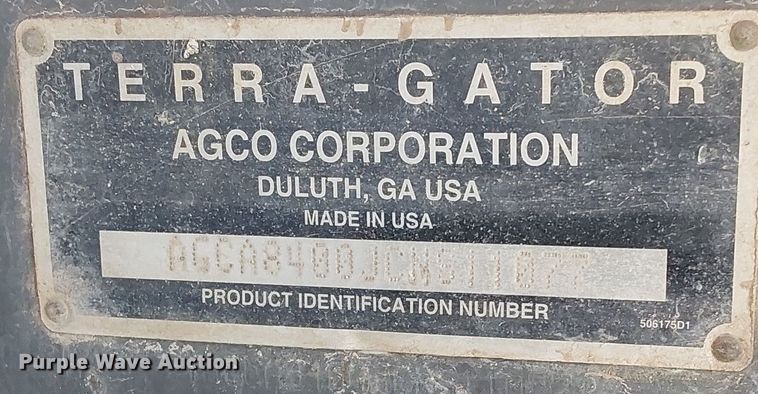 TERRA-GATOR
AGCO CORPORATION
DULUTH, GA USA
MADE IN USA
PRODUCT IDENTIFICATION NUMBER
506175D1
Purple Wave Auction